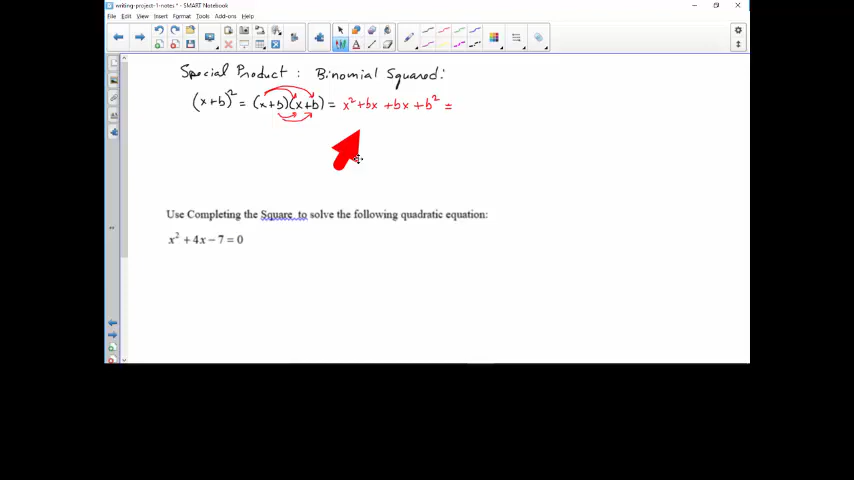 writing-project-1-notes * - SMART Notebook
File Edit View Insert Format Tools Add-ons Help
Special Product : Binomial Squared:
(x+b)² = (x+b)(x+b) = x² + bx + bx + b² =
Use Completing the Square to solve the following quadratic equation:
x² + 4x − 7 = 0